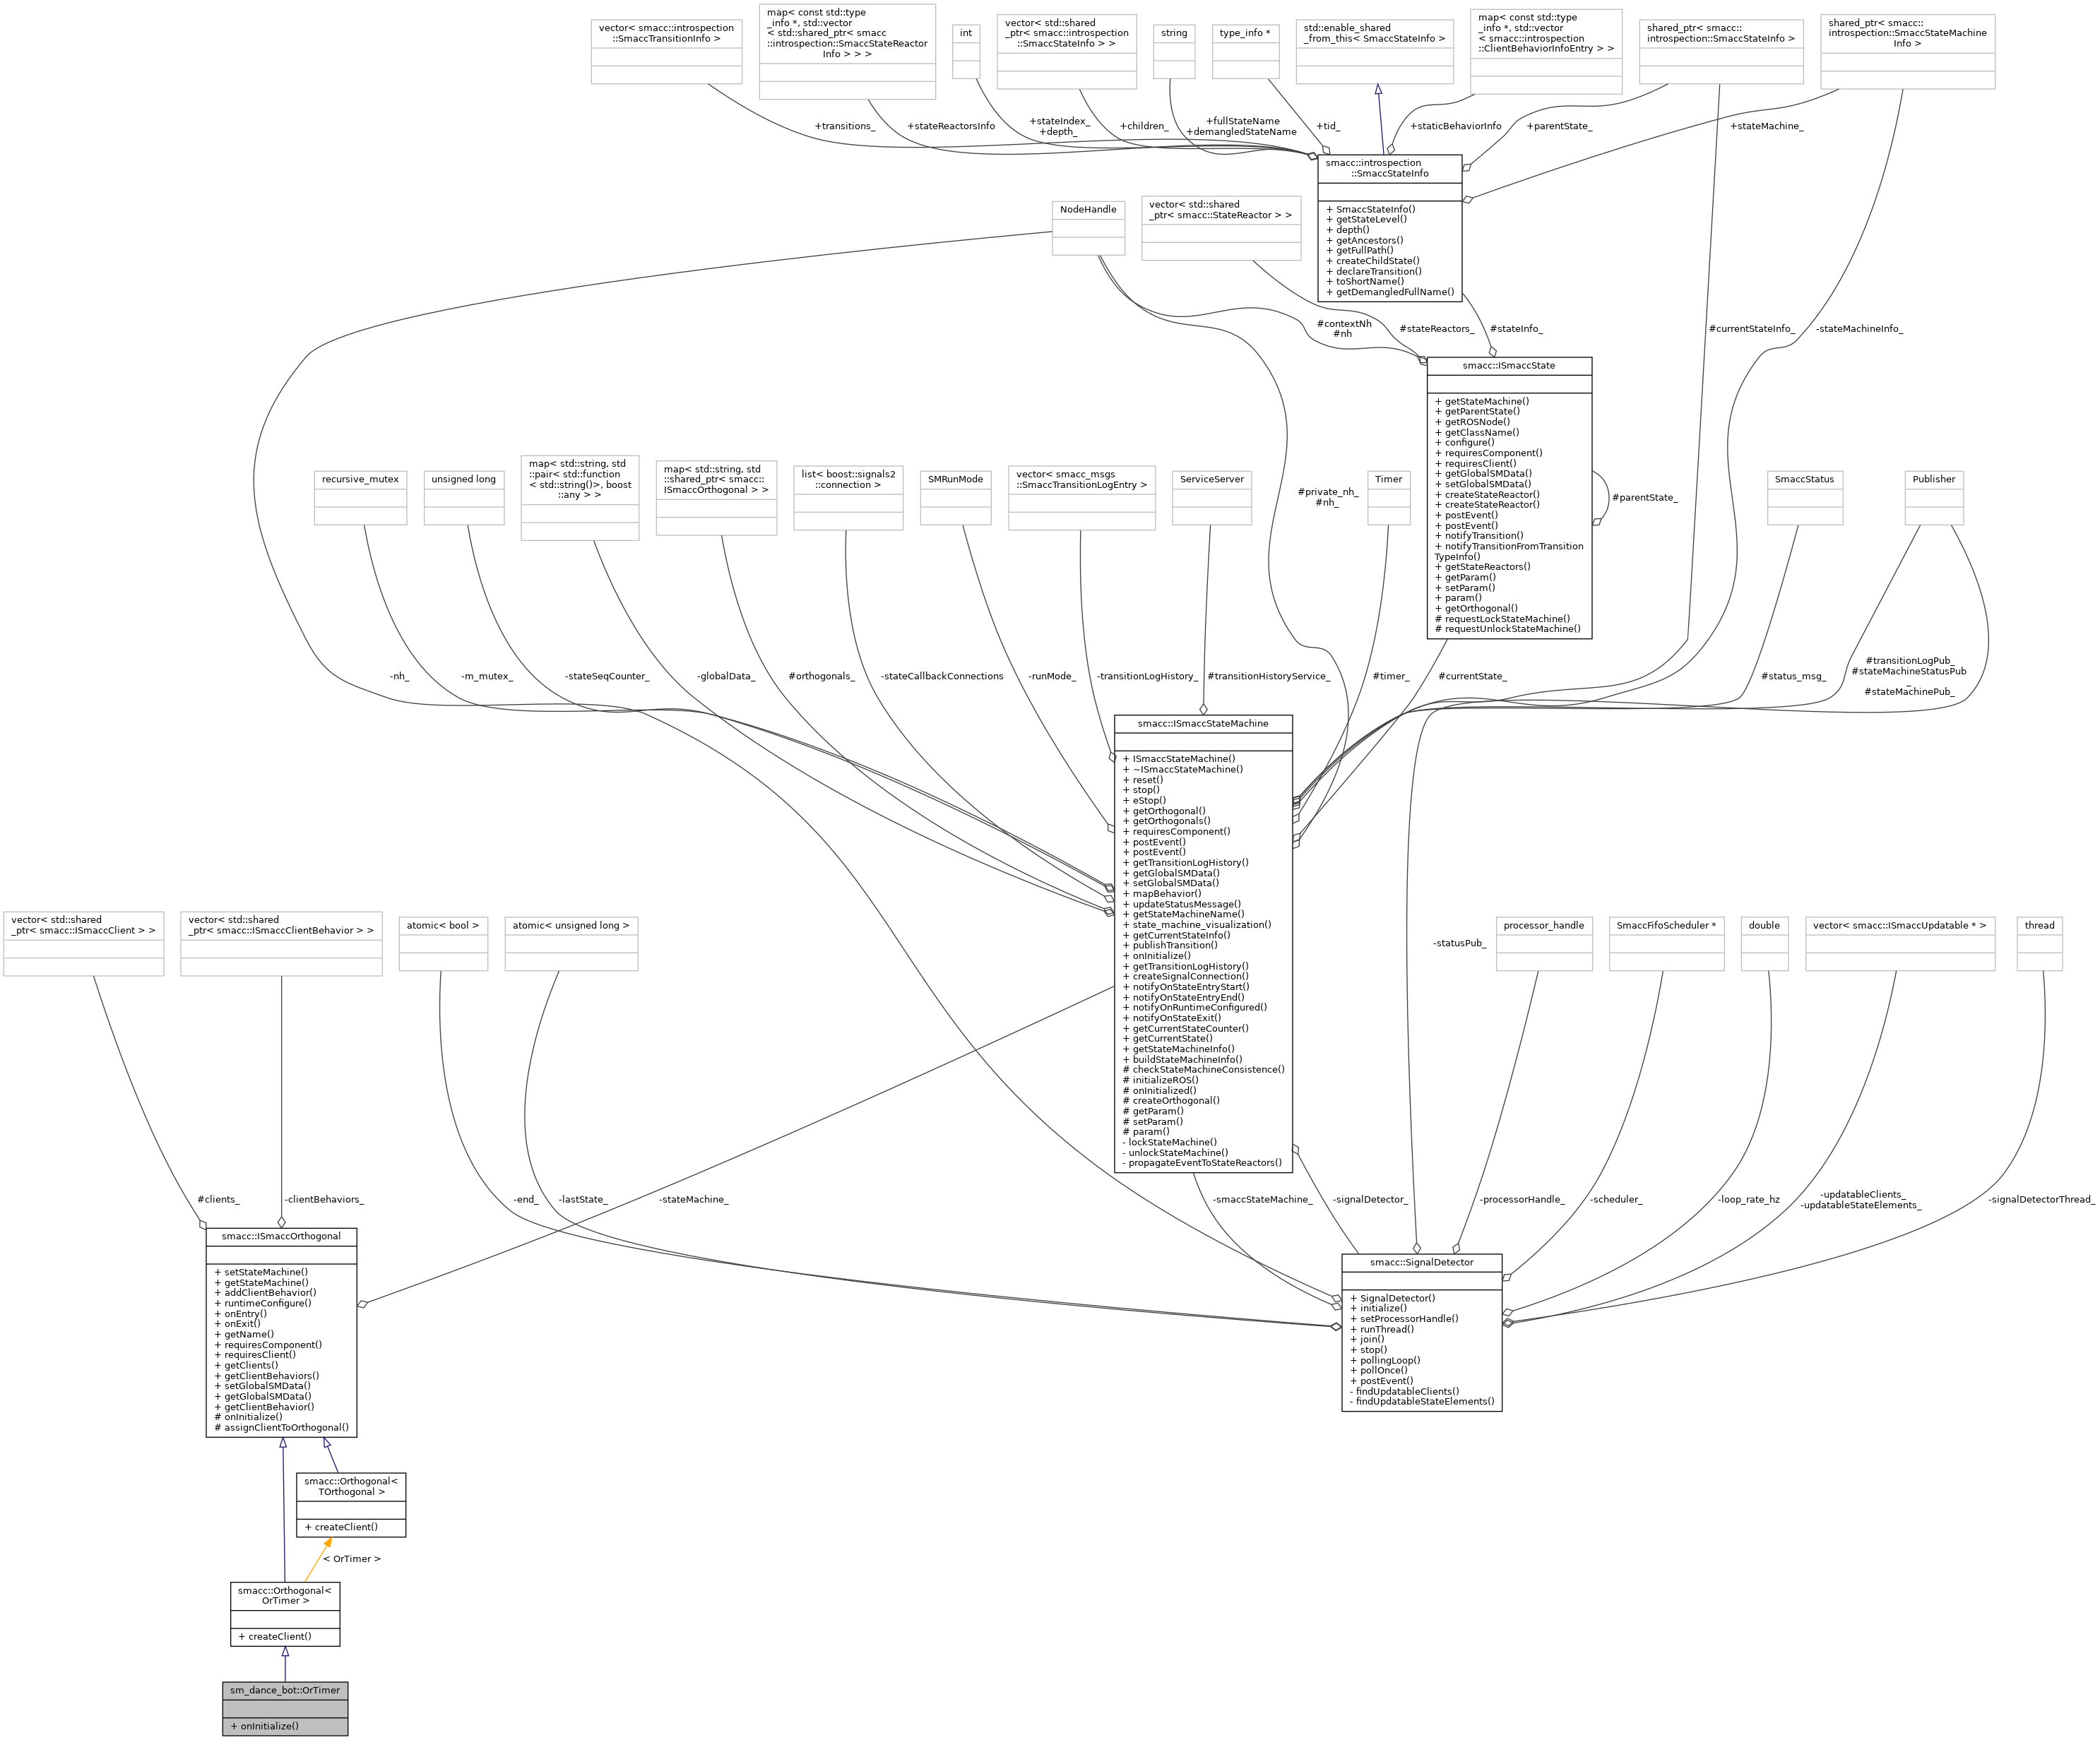 vector< smacc::introspection
::SmaccTransitionInfo >
map< const std::type
_info *, std::vector
< std::shared_ptr< smacc
::introspection::SmaccStateReactor
Info > > >
int
vector< std::shared
_ptr< smacc::introspection
::SmaccStateInfo > >
string
type_info *
std::enable_shared
_from_this< SmaccStateInfo >
map< const std::type
_info *, std::vector
< smacc::introspection
::ClientBehaviorInfoEntry > >
shared_ptr< smacc::
introspection::SmaccStateInfo >
shared_ptr< smacc::
introspection::SmaccStateMachine
Info >
+transitions_
+stateReactorsInfo
+stateIndex_
+depth_
+children_
+fullStateName
+demangledStateName
+tid_
+staticBehaviorInfo
+parentState_
+stateMachine_
smacc::introspection
::SmaccStateInfo
+ SmaccStateInfo()
+ getStateLevel()
+ depth()
+ getAncestors()
+ getFullPath()
+ createChildState()
+ declareTransition()
+ toShortName()
+ getDemangledFullName()
NodeHandle
vector< std::shared
_ptr< smacc::StateReactor > >
#contextNh
#nh
#stateReactors_
#stateInfo_
#currentStateInfo_
-stateMachineInfo_
smacc::ISmaccState
+ getStateMachine()
+ getParentState()
+ getROSNode()
+ getClassName()
+ configure()
+ requiresComponent()
+ requiresClient()
+ getGlobalSMData()
+ setGlobalSMData()
+ createStateReactor()
+ createStateReactor()
+ postEvent()
+ postEvent()
+ notifyTransition()
+ notifyTransitionFromTransition
TypeInfo()
+ getStateReactors()
+ getParam()
+ setParam()
+ param()
+ getOrthogonal()
# requestLockStateMachine()
# requestUnlockStateMachine()
#parentState_
recursive_mutex
unsigned long
map< std::string, std
::pair< std::function
< std::string()>, boost
::any > >
map< std::string, std
::shared_ptr< smacc::
ISmaccOrthogonal > >
list< boost::signals2
::connection >
SMRunMode
vector< smacc_msgs
::SmaccTransitionLogEntry >
ServiceServer
#private_nh_
#nh_
Timer
SmaccStatus
Publisher
-nh_
-m_mutex_
-stateSeqCounter_
-globalData_
#orthogonals_
-stateCallbackConnections
-runMode_
-transitionLogHistory_
#transitionHistoryService_
#timer_
#currentState_
#status_msg_
#transitionLogPub_
#stateMachineStatusPub
_
#stateMachinePub_
smacc::ISmaccStateMachine
+ ISmaccStateMachine()
+ ~ISmaccStateMachine()
+ reset()
+ stop()
+ eStop()
+ getOrthogonal()
+ getOrthogonals()
+ requiresComponent()
+ postEvent()
+ postEvent()
+ getTransitionLogHistory()
+ getGlobalSMData()
+ setGlobalSMData()
+ mapBehavior()
+ updateStatusMessage()
+ getStateMachineName()
+ state_machine_visualization()
+ getCurrentStateInfo()
+ publishTransition()
+ onInitialize()
+ getTransitionLogHistory()
+ createSignalConnection()
+ notifyOnStateEntryStart()
+ notifyOnStateEntryEnd()
+ notifyOnRuntimeConfigured()
+ notifyOnStateExit()
+ getCurrentStateCounter()
+ getCurrentState()
+ getStateMachineInfo()
+ buildStateMachineInfo()
# checkStateMachineConsistence()
# initializeROS()
# onInitialized()
# createOrthogonal()
# getParam()
# setParam()
# param()
- lockStateMachine()
- unlockStateMachine()
- propagateEventToStateReactors()
vector< std::shared
_ptr< smacc::ISmaccClient > >
vector< std::shared
_ptr< smacc::ISmaccClientBehavior > >
atomic< bool >
atomic< unsigned long >
-statusPub_
processor_handle
SmaccFifoScheduler *
double
vector< smacc::ISmaccUpdatable * >
thread
#clients_
-clientBehaviors_
-end_
-lastState_
-stateMachine_
-smaccStateMachine_
-signalDetector_
-processorHandle_
-scheduler_
-loop_rate_hz
-updatableClients_
-updatableStateElements_
-signalDetectorThread_
smacc::ISmaccOrthogonal
+ setStateMachine()
+ getStateMachine()
+ addClientBehavior()
+ runtimeConfigure()
+ onEntry()
+ onExit()
+ getName()
+ requiresComponent()
+ requiresClient()
+ getClients()
+ getClientBehaviors()
+ setGlobalSMData()
+ getGlobalSMData()
+ getClientBehavior()
# onInitialize()
# assignClientToOrthogonal()
smacc::SignalDetector
+ SignalDetector()
+ initialize()
+ setProcessorHandle()
+ runThread()
+ join()
+ stop()
+ pollingLoop()
+ pollOnce()
+ postEvent()
- findUpdatableClients()
- findUpdatableStateElements()
smacc::Orthogonal<
TOrthogonal >
+ createClient()
< OrTimer >
smacc::Orthogonal<
OrTimer >
+ createClient()
sm_dance_bot::OrTimer
+ onInitialize()